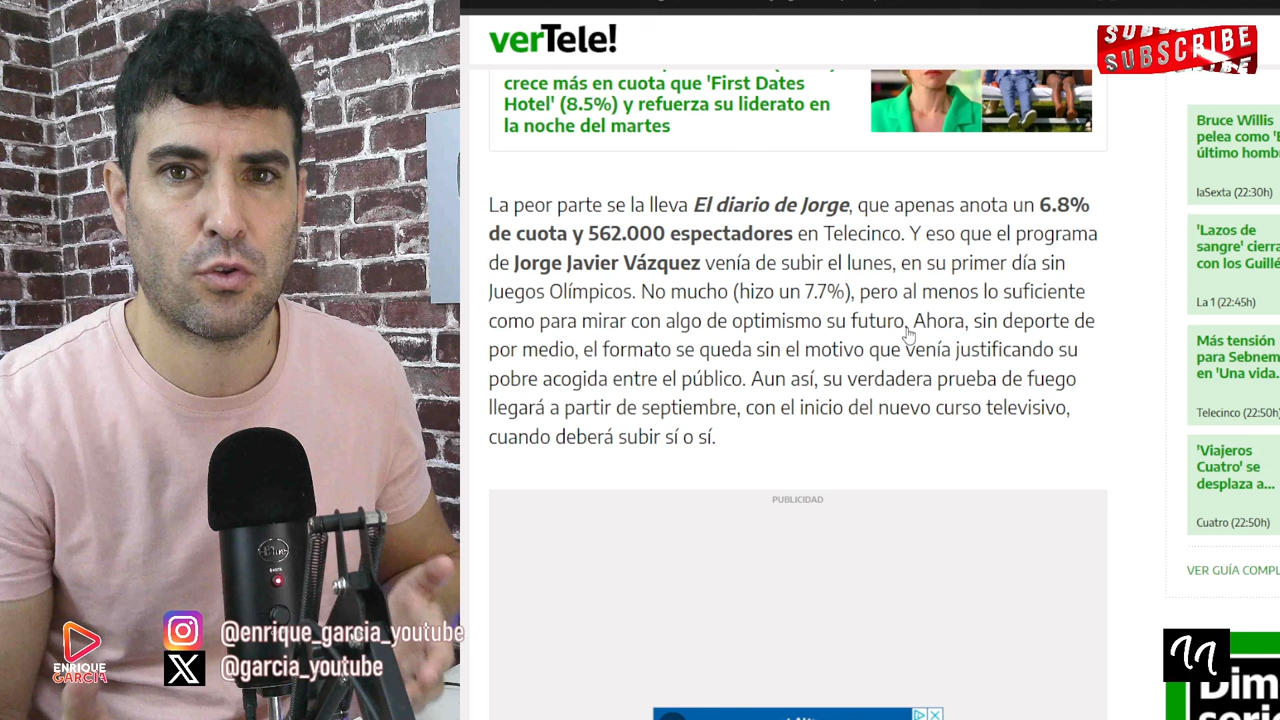 verTele!
SUBSCRIBE
SUBSCRIBE
crece más en cuota que 'First Dates
Hotel' (8.5%) y refuerza su liderato en
la noche del martes
La peor parte se la lleva El diario de Jorge, que apenas anota un 6.8%
de cuota y 562.000 espectadores en Telecinco. Y eso que el programa
de Jorge Javier Vázquez venía de subir el lunes, en su primer día sin
Juegos Olímpicos. No mucho (hizo un 7.7%), pero al menos lo suficiente
como para mirar con algo de optimismo su futuro. Ahora, sin deporte de
por medio, el formato se queda sin el motivo que venía justificando su
pobre acogida entre el público. Aun así, su verdadera prueba de fuego
llegará a partir de septiembre, con el inicio del nuevo curso televisivo,
cuando deberá subir sí o sí.
PUBLICIDAD
Bruce Willis
pelea como 'E
último homb
laSexta (22:30h)
'Lazos de
sangre' cierra
con los Guillé
La 1 (22:45h)
Más tensión
para Sebnem
en 'Una vida.
Telecinco (22:50h)
'Viajeros
Cuatro' se
desplaza a...
Cuatro (22:50h)
VER GUÍA COMPL
Dim
seri
ENRIQUE
GARCIA
@enrique_garcia_youtube
@garcia_youtube